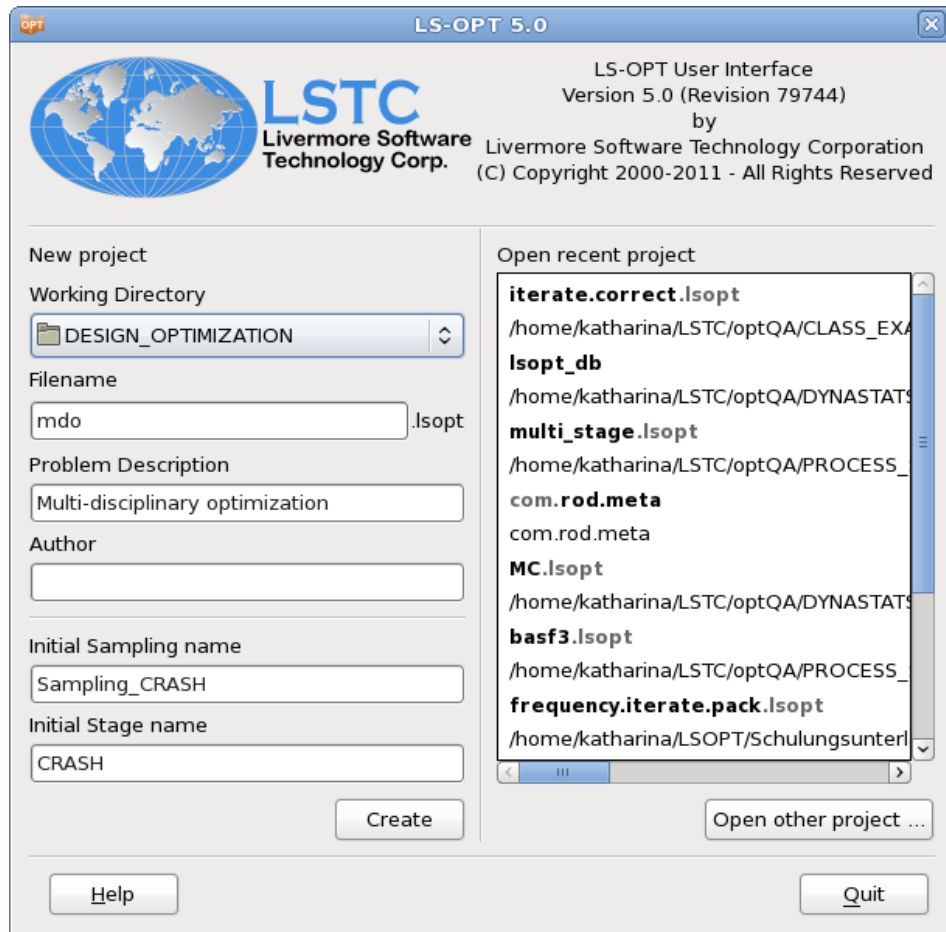 OPT
LS-OPT 5.0
LSTC
Livermore Software
Technology Corp.
LS-OPT User Interface
Version 5.0 (Revision 79744)
by
Livermore Software Technology Corporation
(C) Copyright 2000-2011 - All Rights Reserved
New project
Working Directory
DESIGN_OPTIMIZATION
Filename
mdo .lsopt
Problem Description
Multi-disciplinary optimization
Author
Initial Sampling name
Sampling_CRASH
Initial Stage name
CRASH
Create
Open recent project
iterate.correct.lsopt
/home/katharina/LSTC/optQA/CLASS_EXA
lsopt_db
/home/katharina/LSTC/optQA/DYNASTATS
multi_stage.lsopt
/home/katharina/LSTC/optQA/PROCESS_
com.rod.meta
com.rod.meta
MC.lsopt
/home/katharina/LSTC/optQA/DYNASTATS
basf3.lsopt
/home/katharina/LSTC/optQA/PROCESS_
frequency.iterate.pack.lsopt
/home/katharina/LSOPT/Schulungsunterl
Open other project ...
Help
Quit